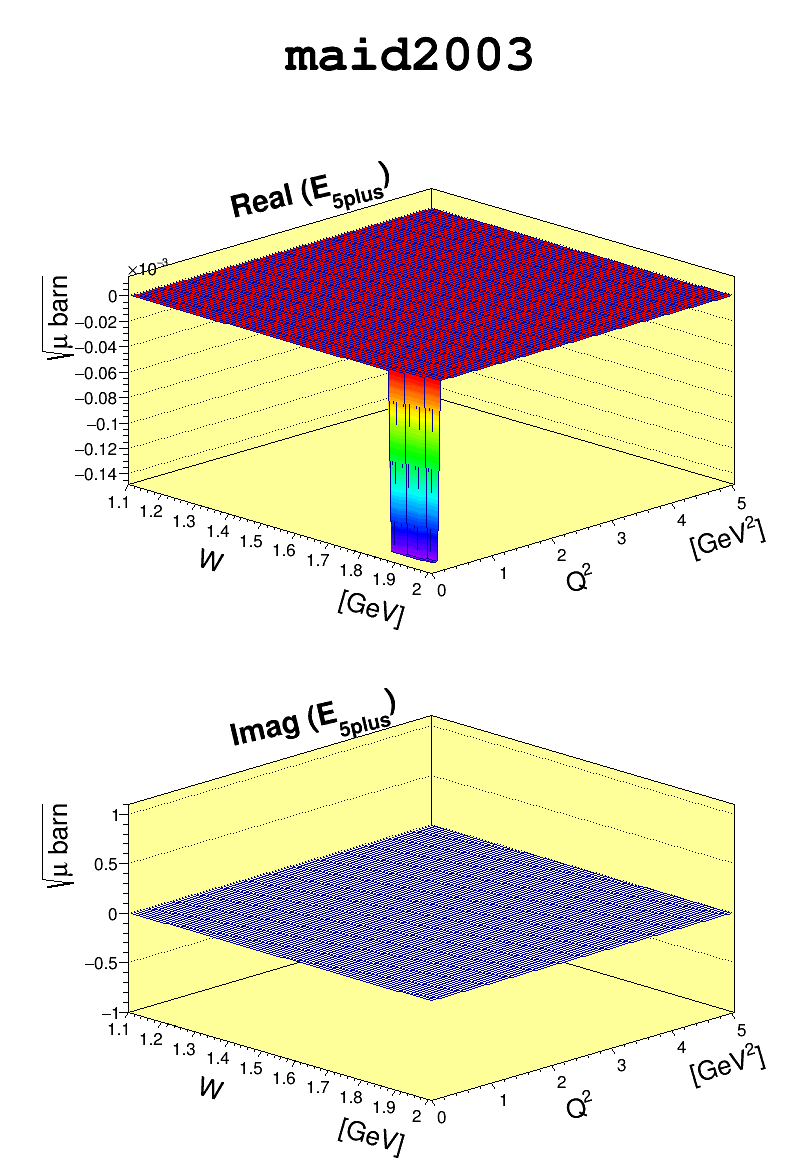 maid2003
Real (E5plus)
×10−3
√μ barn
0
−0.02
−0.04
−0.06
−0.08
−0.1
−0.12
−0.14
1.1 1.2 1.3 1.4 1.5 1.6 1.7 1.8 1.9 2
W
[GeV]
0 1 2 3 4 5
Q2
[GeV2]
Imag (E5plus)
√μ barn
1
0.5
0
−0.5
−1
1.1 1.2 1.3 1.4 1.5 1.6 1.7 1.8 1.9 2
W
[GeV]
0 1 2 3 4 5
Q2
[GeV2]